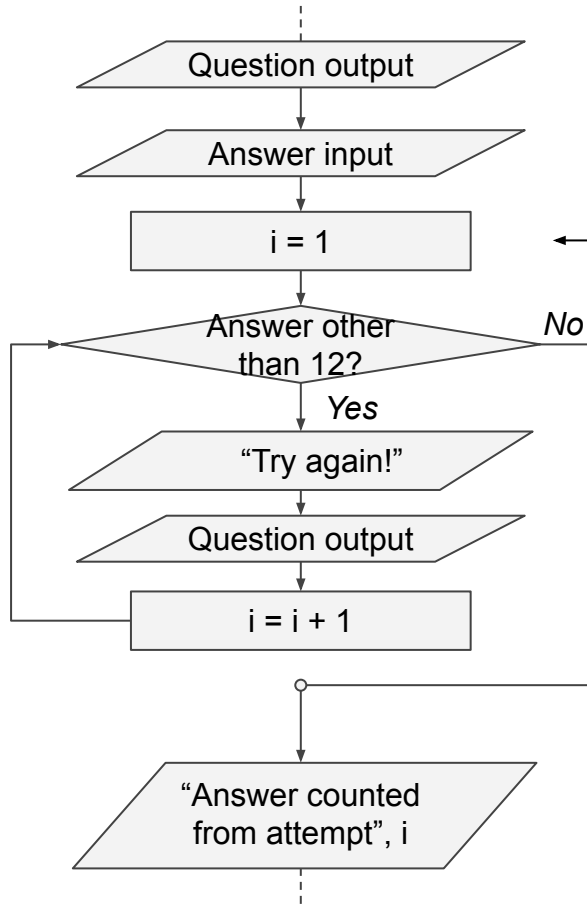 Question output
Answer input
i = 1
Answer other
than 12?
No
Yes
“Try again!”
Question output
i = i + 1
“Answer counted
from attempt”, i